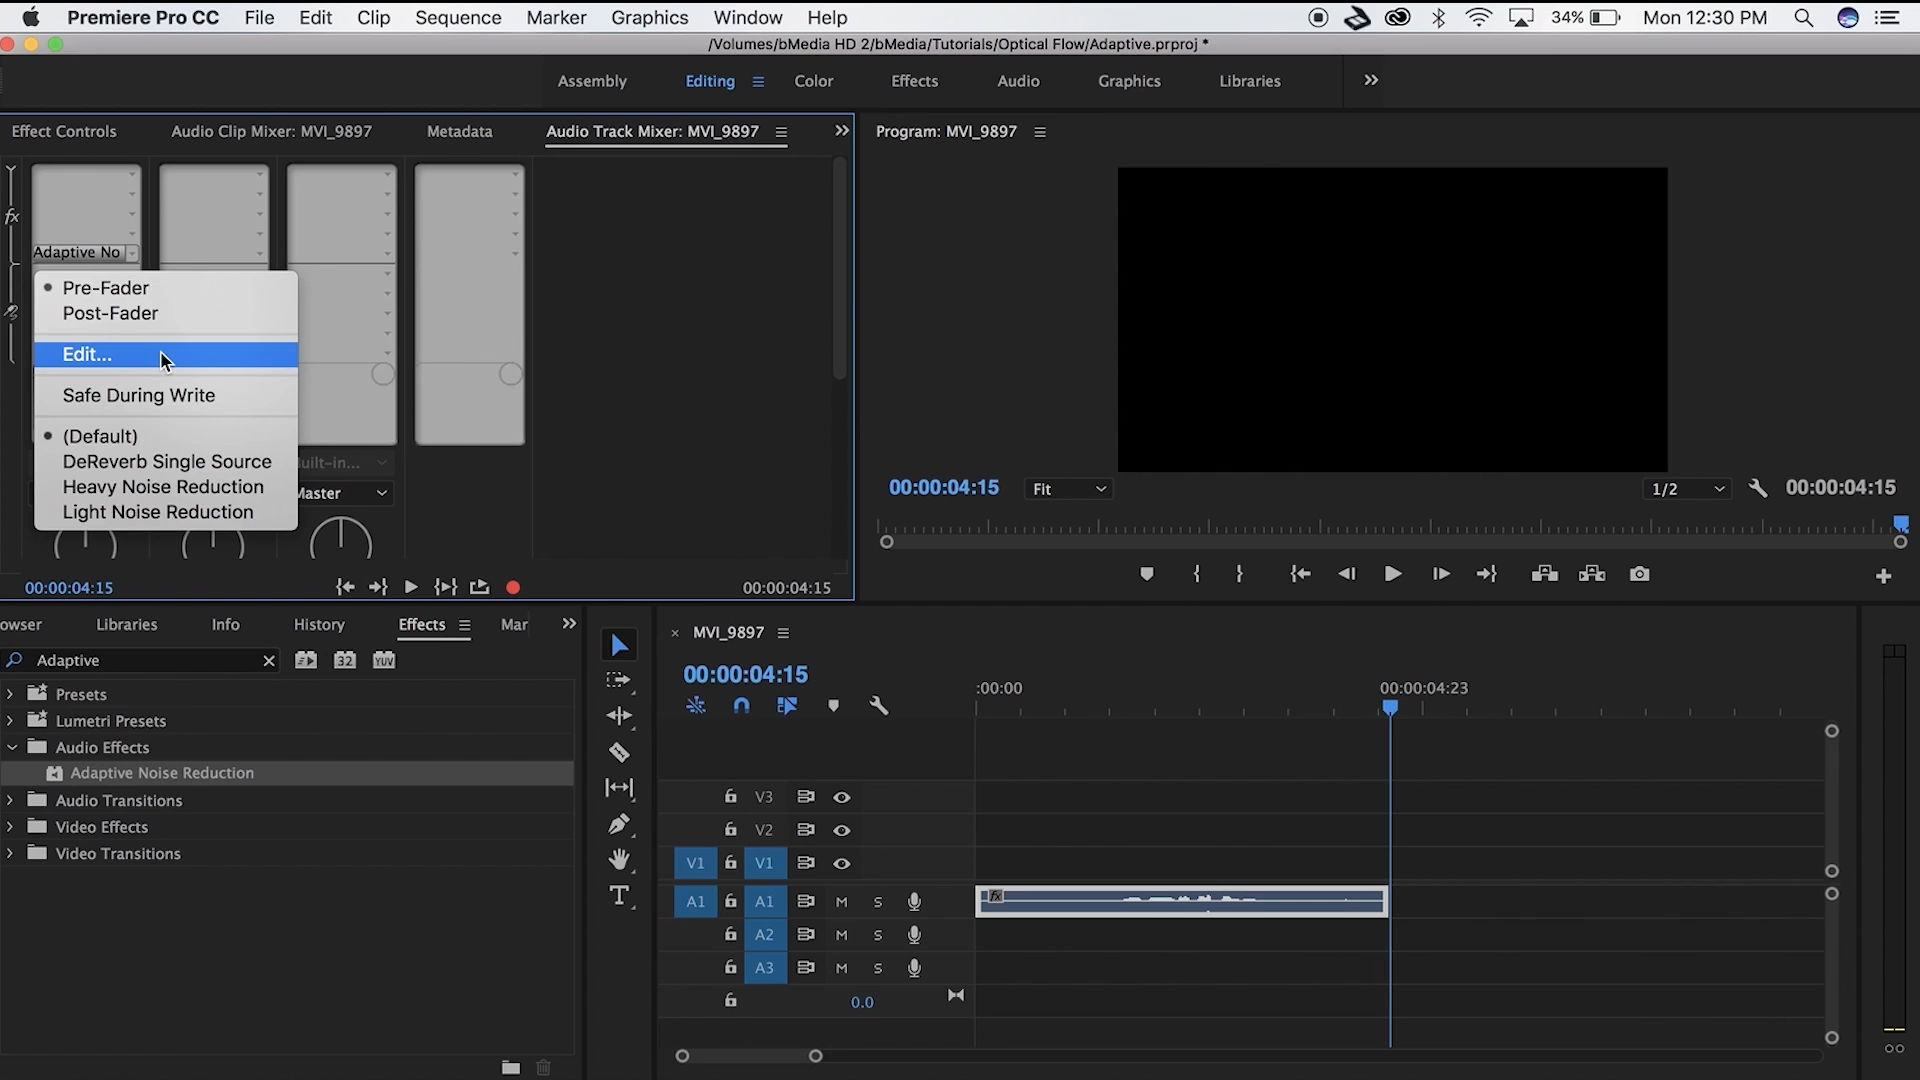 Premiere Pro CC File Edit Clip Sequence Marker Graphics Window Help 34% Mon 12:30 PM
/Volumes/bMedia HD 2/bMedia/Tutorials/Optical Flow/Adaptive.prproj *
Assembly Editing Color Effects Audio Graphics Libraries
Effect Controls Audio Clip Mixer: MVI_9897 Metadata Audio Track Mixer: MVI_9897
Program: MVI_9897
fx
Adaptive No
Pre-Fader
Post-Fader
Edit...
Safe During Write
(Default)
DeReverb Single Source
Heavy Noise Reduction
Light Noise Reduction
Master
00:00:04:15 00:00:04:15
00:00:04:15 Fit 1/2 00:00:04:15
owser Libraries Info History Effects Mar
Adaptive 32 YUV
Presets
Lumetri Presets
Audio Effects
Adaptive Noise Reduction
Audio Transitions
Video Effects
Video Transitions
T
MVI_9897
00:00:04:15
:00:00 00:00:04:23
V3
V2
V1 V1
A1 A1 M S fx
A2 M S
A3 M S
0.0